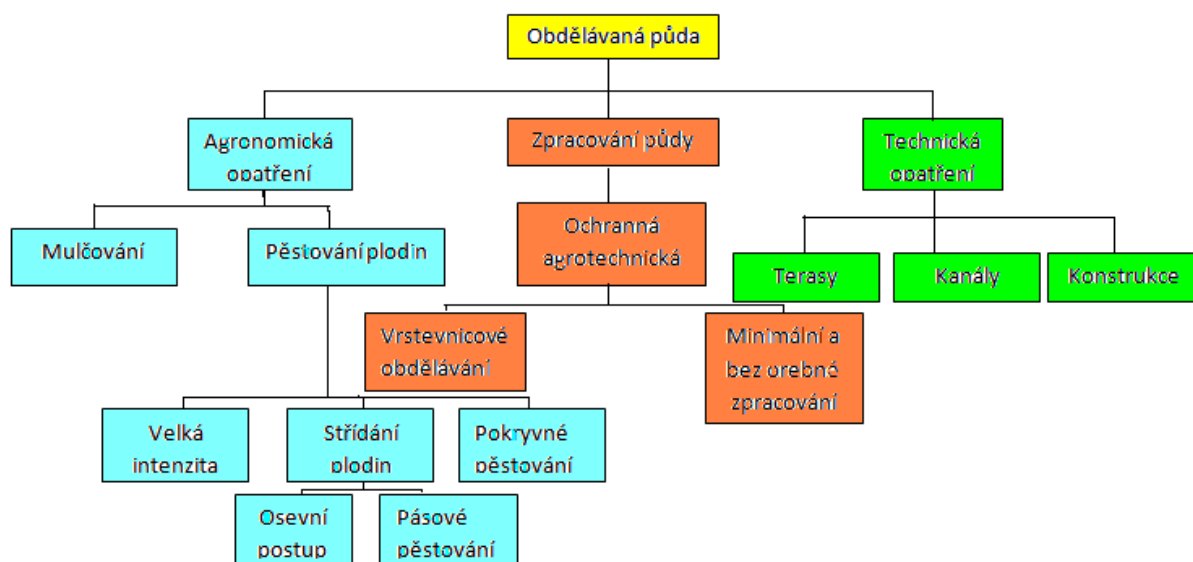 Obdělávaná půda
Agronomická
opatření
Zpracování půdy
Technická
opatření
Mulčování
Pěstování plodin
Ochranná
agrotechnická
Terasy
Kanály
Konstrukce
Vrstevnicové
obdělávání
Minimální a
bez orebné
zpracování
Velká
intenzita
Střídání
plodin
Pokryvné
pěstování
Osevní
postup
Pásové
pěstování